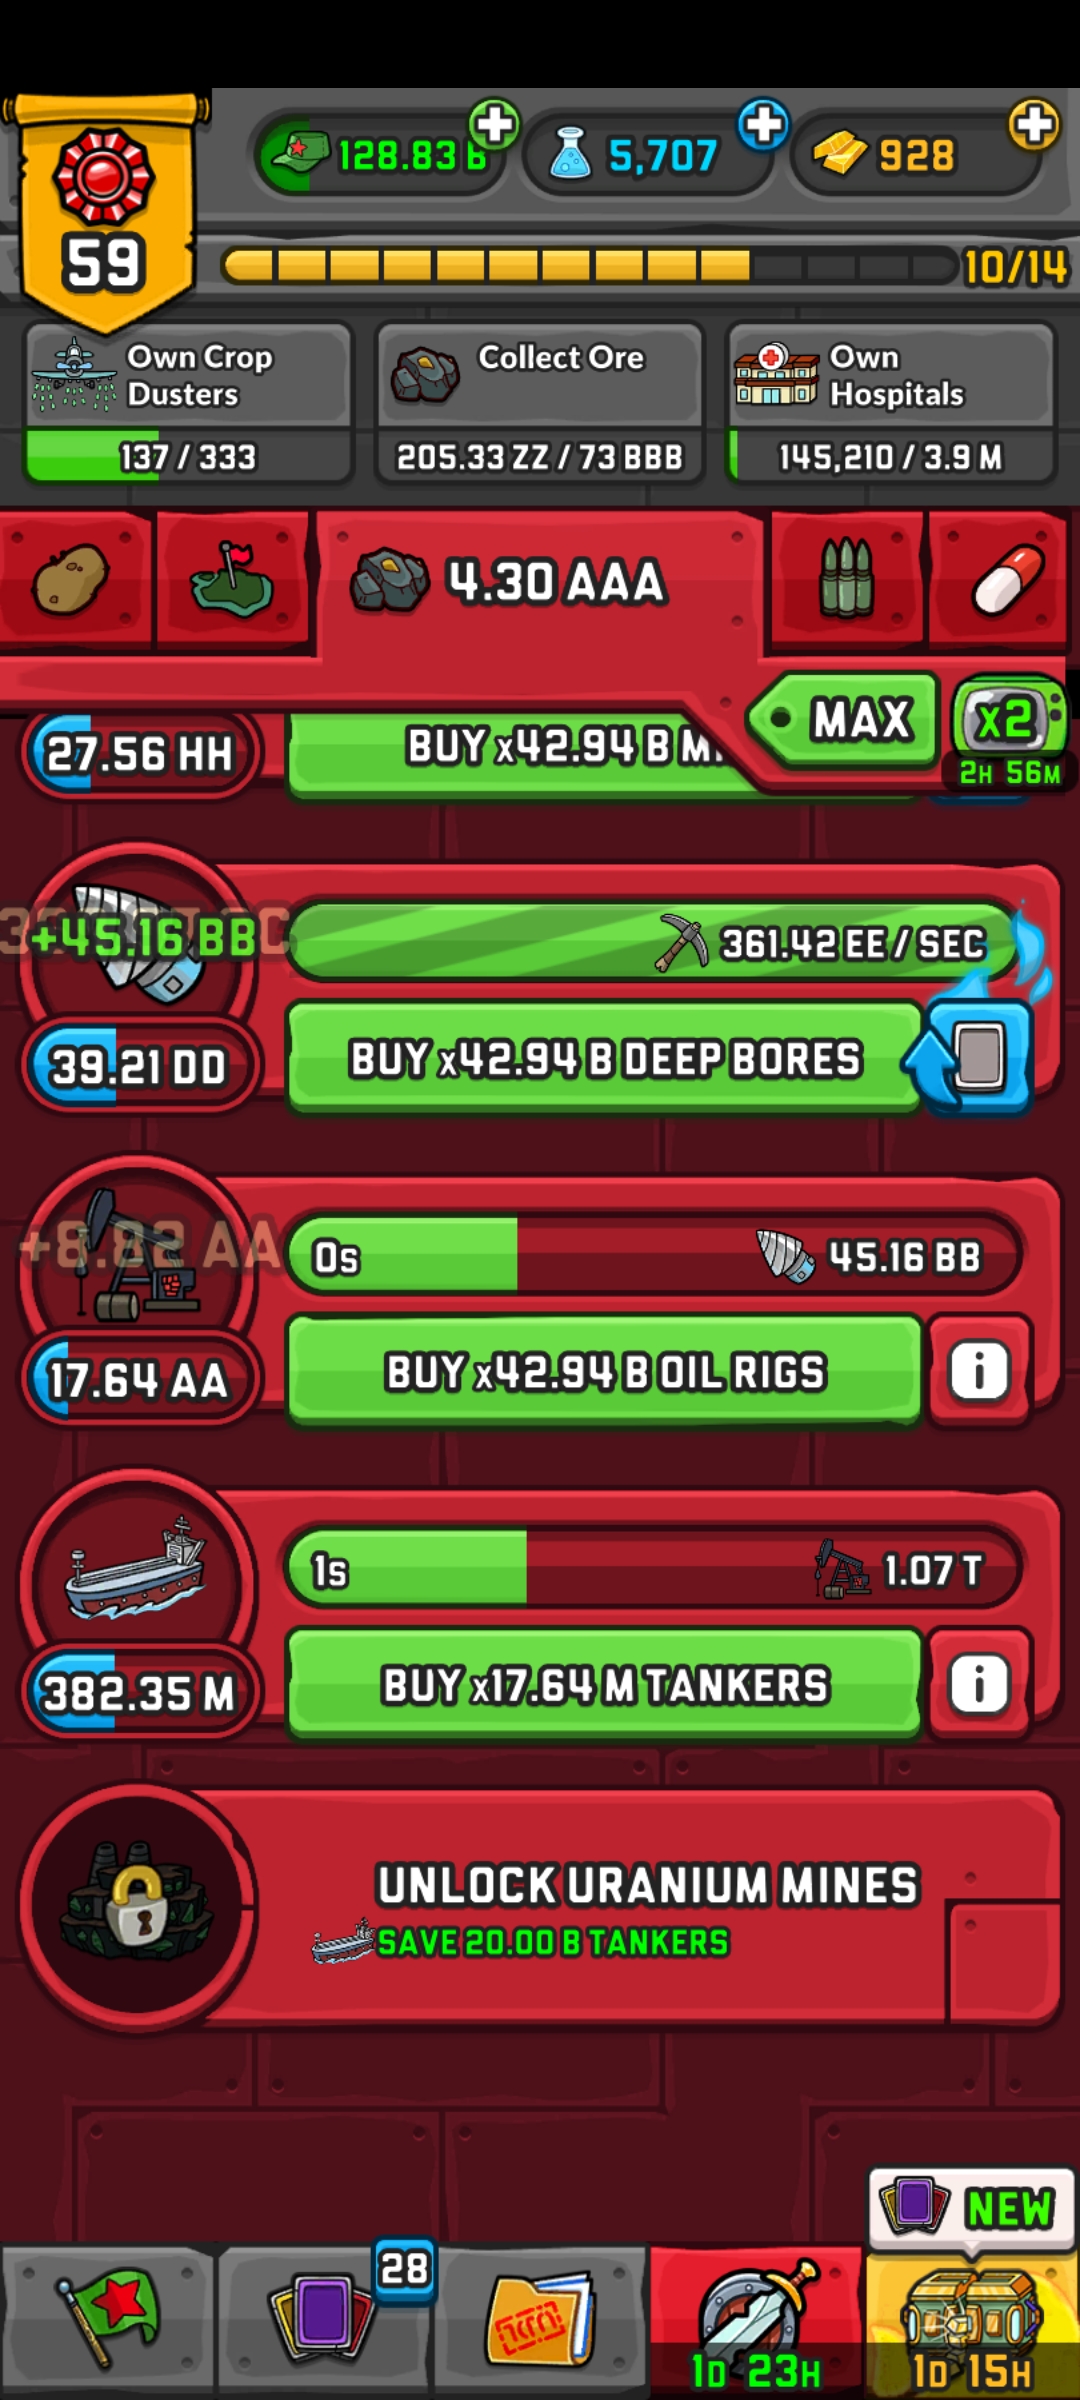 128.83 B
5,707
928
59
10/14
Own Crop
Dusters
137 / 333
Collect Ore
205.33 ZZ / 73 BBB
Own
Hospitals
145,210 / 3.9 M
4.30 AAA
MAX
x2
2H 56M
27.56 HH
BUY x42.94 B
+45.16 BB
361.42 EE / SEC
39.21 DD
BUY x42.94 B DEEP BORES
+8.82 AA
0s
45.16 BB
17.64 AA
BUY x42.94 B OIL RIGS
i
1s
1.07 T
382.35 M
BUY x17.64 M TANKERS
i
UNLOCK URANIUM MINES
SAVE 20.00 B TANKERS
NEW
28
1D 23H
1D 15H